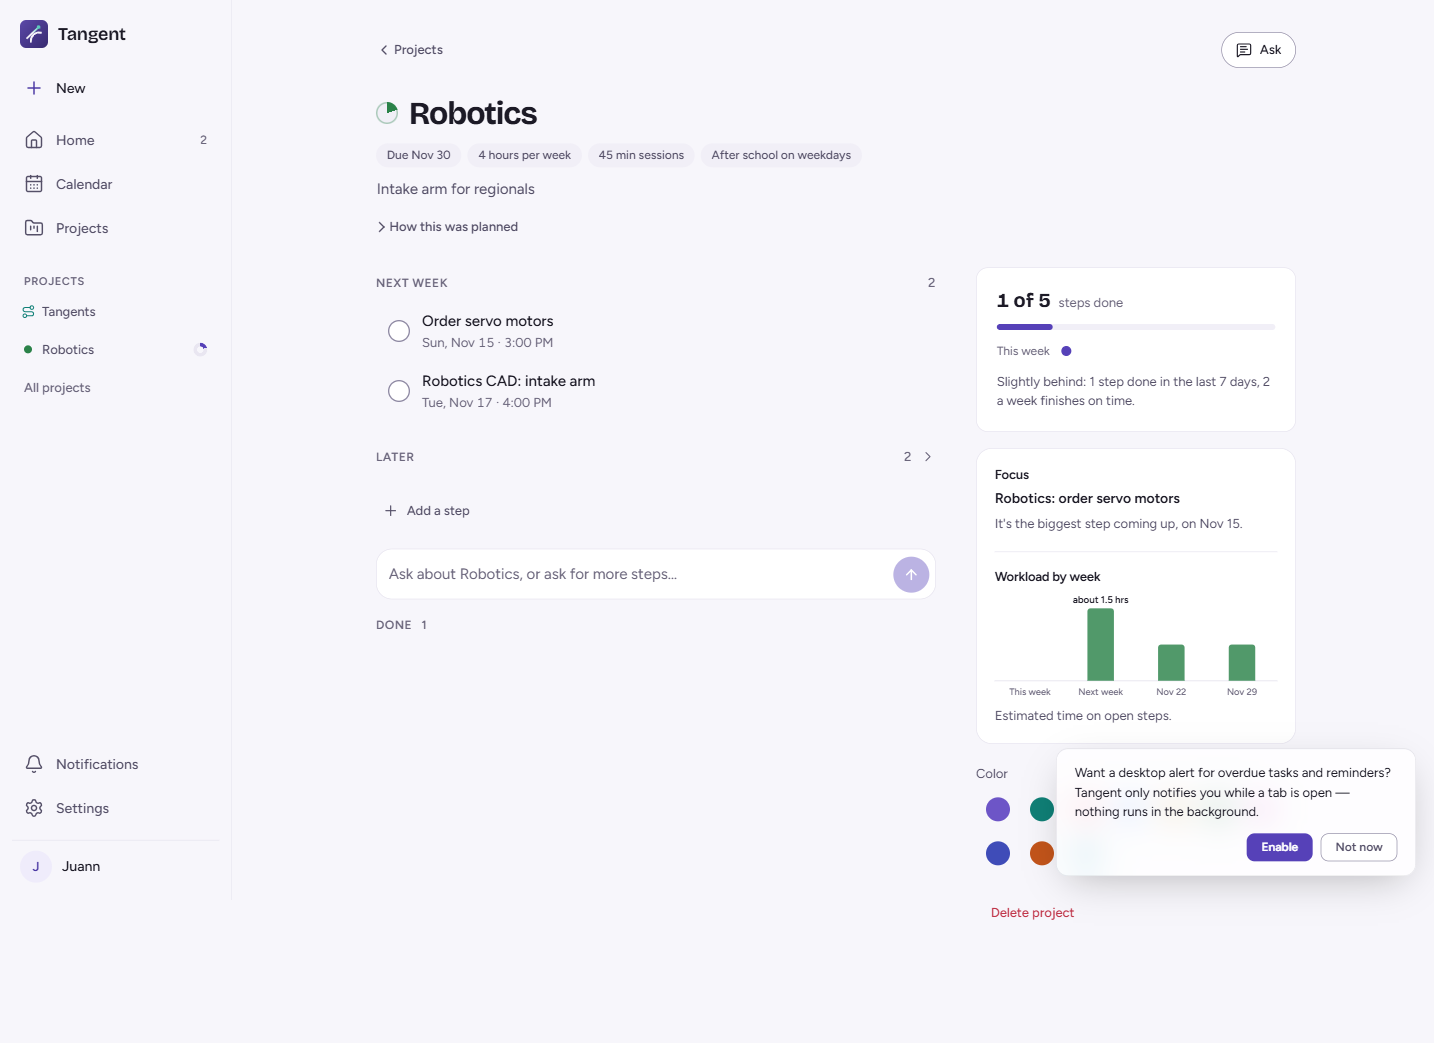 Tangent
New
Home 2
Calendar
Projects
PROJECTS
Tangents
Robotics
All projects
Notifications
Settings
J Juann
Projects
Ask
Robotics
Due Nov 30 4 hours per week 45 min sessions After school on weekdays
Intake arm for regionals
How this was planned
NEXT WEEK 2
Order servo motors
Sun, Nov 15 · 3:00 PM
Robotics CAD: intake arm
Tue, Nov 17 · 4:00 PM
LATER 2
Add a step
Ask about Robotics, or ask for more steps...
DONE 1
1 of 5 steps done
This week
Slightly behind: 1 step done in the last 7 days, 2
a week finishes on time.
Focus
Robotics: order servo motors
It's the biggest step coming up, on Nov 15.
Workload by week
about 1.5 hrs
This week Next week Nov 22 Nov 29
Estimated time on open steps.
Color
Want a desktop alert for overdue tasks and reminders?
Tangent only notifies you while a tab is open —
nothing runs in the background.
Enable Not now
Delete project